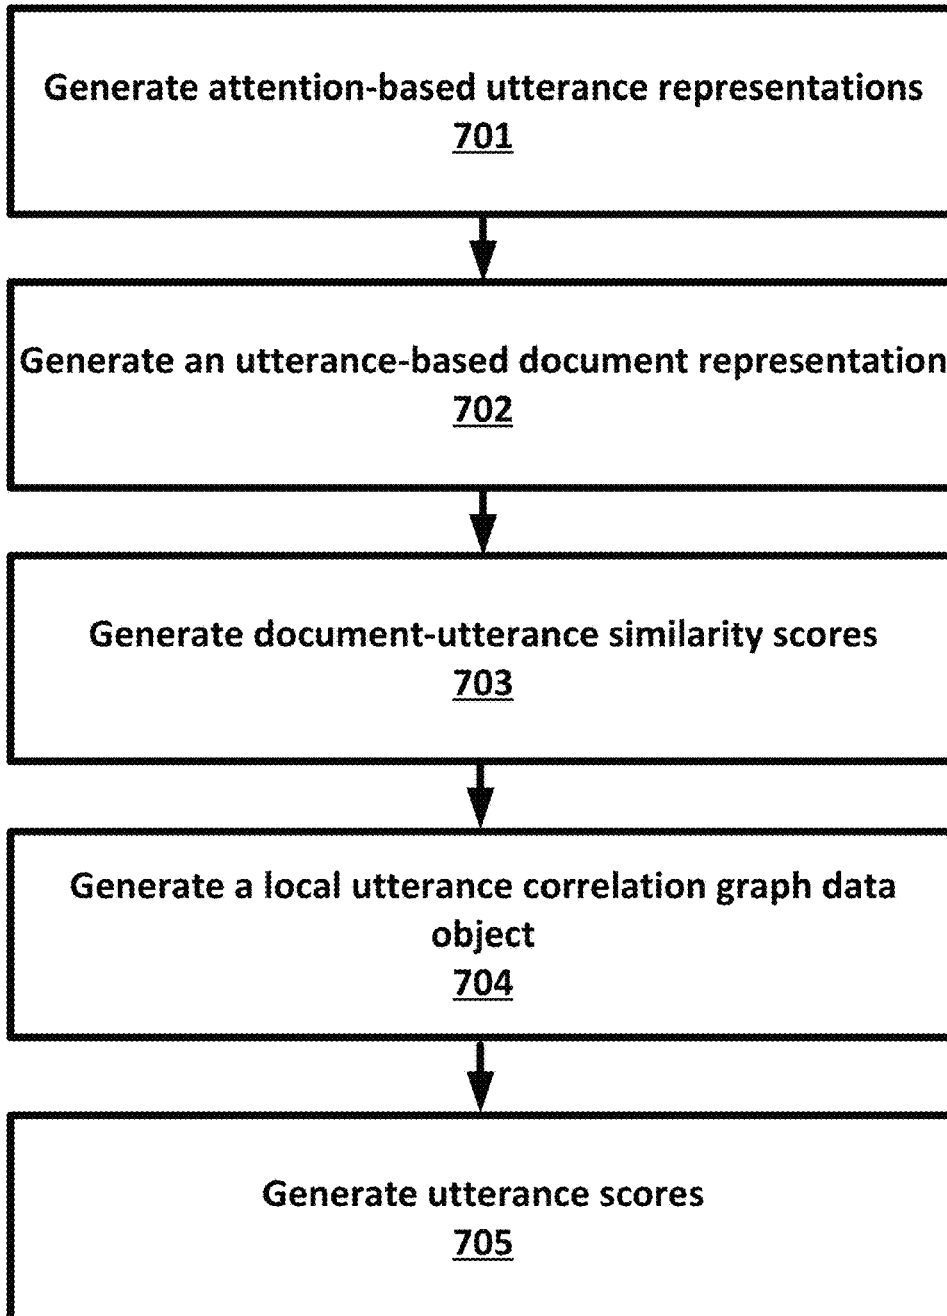 Generate attention-based utterance representations
701
Generate an utterance-based document representation
702
Generate document-utterance similarity scores
703
Generate a local utterance correlation graph data
object
704
Generate utterance scores
705